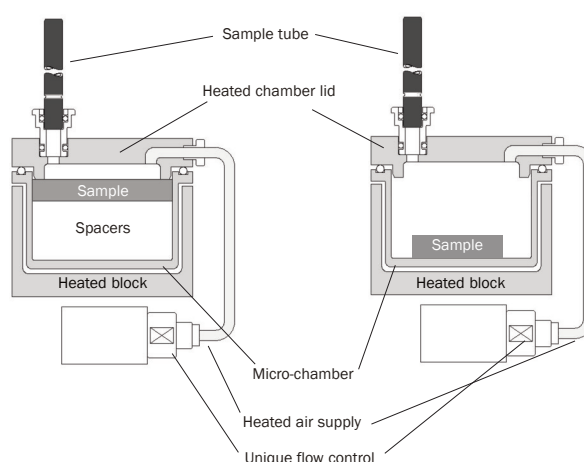 Sample tube
Heated chamber lid
Sample
Spacers
Sample
Heated block
Heated block
Micro-chamber
Heated air supply
Unique flow control